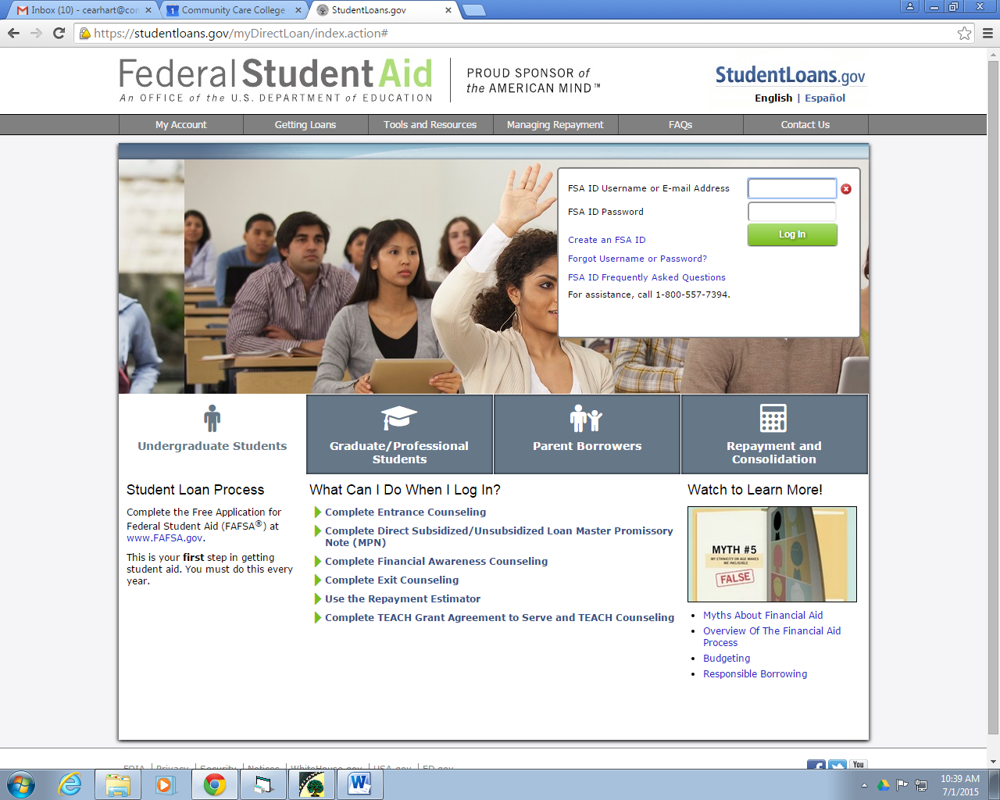 Inbox (10) - cearhart@co
Community Care College
StudentLoans.gov
https://studentloans.gov/myDirectLoan/index.action#
Federal Student Aid
An OFFICE of the U.S. DEPARTMENT of EDUCATION
PROUD SPONSOR of
the AMERICAN MIND™
StudentLoans.gov
English | Español
My Account
Getting Loans
Tools and Resources
Managing Repayment
FAQs
Contact Us
FSA ID Username or E-mail Address
FSA ID Password
Log In
Create an FSA ID
Forgot Username or Password?
FSA ID Frequently Asked Questions
For assistance, call 1-800-557-7394.
Undergraduate Students
Graduate/Professional
Students
Parent Borrowers
Repayment and
Consolidation
Student Loan Process
Complete the Free Application for
Federal Student Aid (FAFSA®) at
www.FAFSA.gov.
This is your first step in getting
student aid. You must do this every
year.
What Can I Do When I Log In?
Complete Entrance Counseling
Complete Direct Subsidized/Unsubsidized Loan Master Promissory
Note (MPN)
Complete Financial Awareness Counseling
Complete Exit Counseling
Use the Repayment Estimator
Complete TEACH Grant Agreement to Serve and TEACH Counseling
Watch to Learn More!
MYTH #5
MY ETHNICITY OR AGE MAKES
ME INELIGIBLE
FALSE
Myths About Financial Aid
Overview Of The Financial Aid
Process
Budgeting
Responsible Borrowing
FOIA | Privacy | Security | Notices | WhiteHouse.gov | USA.gov | ED.gov
You
10:39 AM
7/1/2015